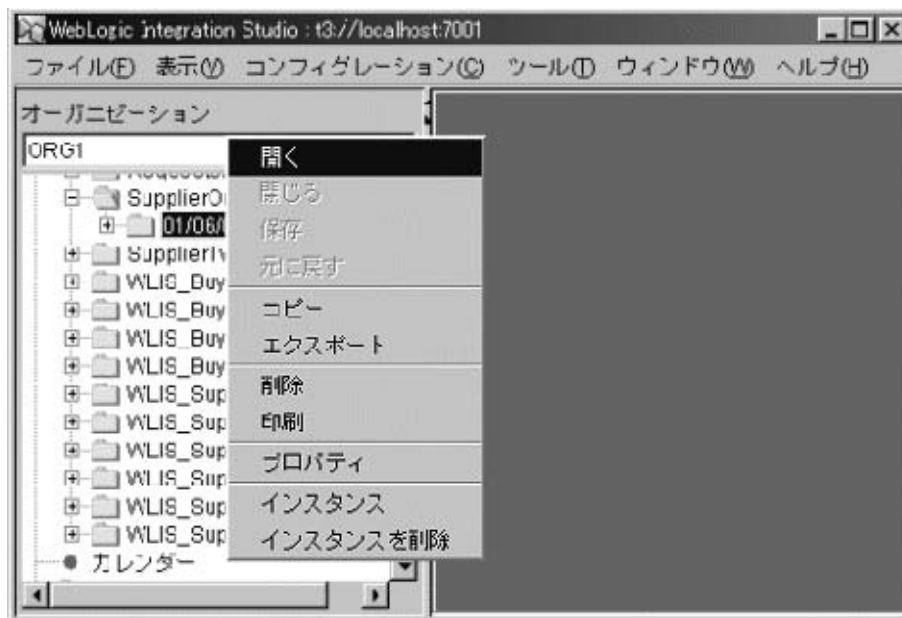 WebLogic Integration Studio : t3://localhost:7001
ファイル(F) 表示(V) コンフィグレーション(C) ツール(T) ウィンドウ(W) ヘルプ(H)
オーガニゼーション
ORG1
SupplierO
01/06/
Supplier
WLIS_Buy
WLIS_Buy
WLIS_Buy
WLIS_Buy
WLIS_Sup
WLIS_Sup
WLIS_Sup
WLIS_Sup
WLIS_Sup
WLIS_Sup
カレンダー
開く
閉じる
保存
元に戻す
コピー
エクスポート
削除
印刷
プロパティ
インスタンス
インスタンスを削除